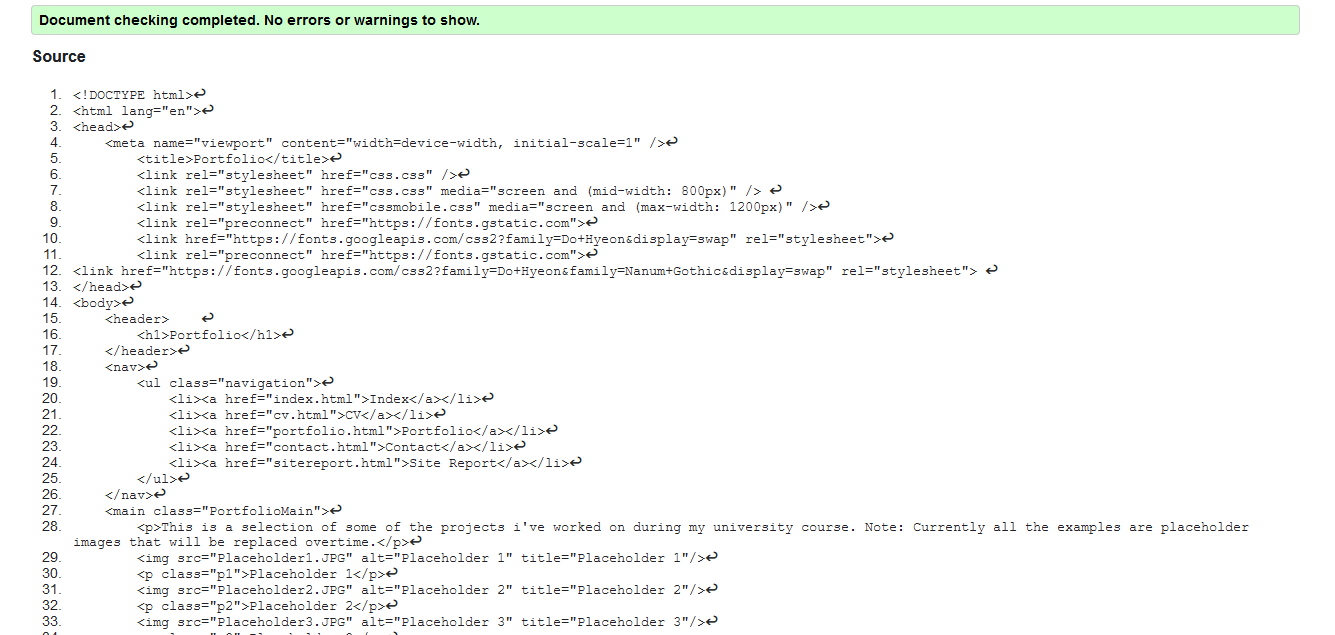 Document checking completed. No errors or warnings to show.
Source
1. <!DOCTYPE html>↩
2. <html lang="en">↩
3. <head>↩
4. <meta name="viewport" content="width=device-width, initial-scale=1" />↩
5. <title>Portfolio</title>↩
6. <link rel="stylesheet" href="css.css" />↩
7. <link rel="stylesheet" href="css.css" media="screen and (mid-width: 800px)" /> ↩
8. <link rel="stylesheet" href="cssmobile.css" media="screen and (max-width: 1200px)" />↩
9. <link rel="preconnect" href="https://fonts.gstatic.com">↩
10. <link href="https://fonts.googleapis.com/css2?family=Do+Hyeon&display=swap" rel="stylesheet">↩
11. <link rel="preconnect" href="https://fonts.gstatic.com">↩
12. <link href="https://fonts.googleapis.com/css2?family=Do+Hyeon&family=Nanum+Gothic&display=swap" rel="stylesheet"> ↩
13. </head>↩
14. <body>↩
15. <header> ↩
16. <h1>Portfolio</h1>↩
17. </header>↩
18. <nav>↩
19. <ul class="navigation">↩
20. <li><a href="index.html">Index</a></li>↩
21. <li><a href="cv.html">CV</a></li>↩
22. <li><a href="portfolio.html">Portfolio</a></li>↩
23. <li><a href="contact.html">Contact</a></li>↩
24. <li><a href="sitereport.html">Site Report</a></li>↩
25. </ul>↩
26. </nav>↩
27. <main class="PortfolioMain">↩
28. <p>This is a selection of some of the projects i've worked on during my university course. Note: Currently all the examples are placeholder
images that will be replaced overtime.</p>↩
29. <img src="Placeholder1.JPG" alt="Placeholder 1" title="Placeholder 1"/>↩
30. <p class="p1">Placeholder 1</p>↩
31. <img src="Placeholder2.JPG" alt="Placeholder 2" title="Placeholder 2"/>↩
32. <p class="p2">Placeholder 2</p>↩
33. <img src="Placeholder3.JPG" alt="Placeholder 3" title="Placeholder 3"/>↩